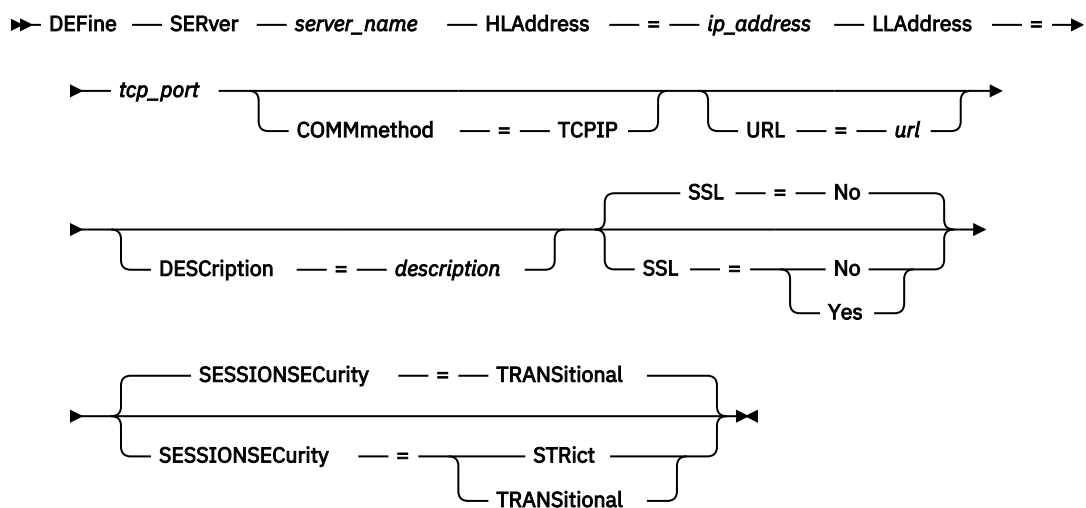 DEFine SERver server_name HLAddress = ip_address LLAddress =
tcp_port
COMMmethod = TCPIP URL = url
SSL = No
DESCription = description SSL = No
Yes
SESSIONSECurity = TRANSitional
SESSIONSECurity = STRict
TRANSitional